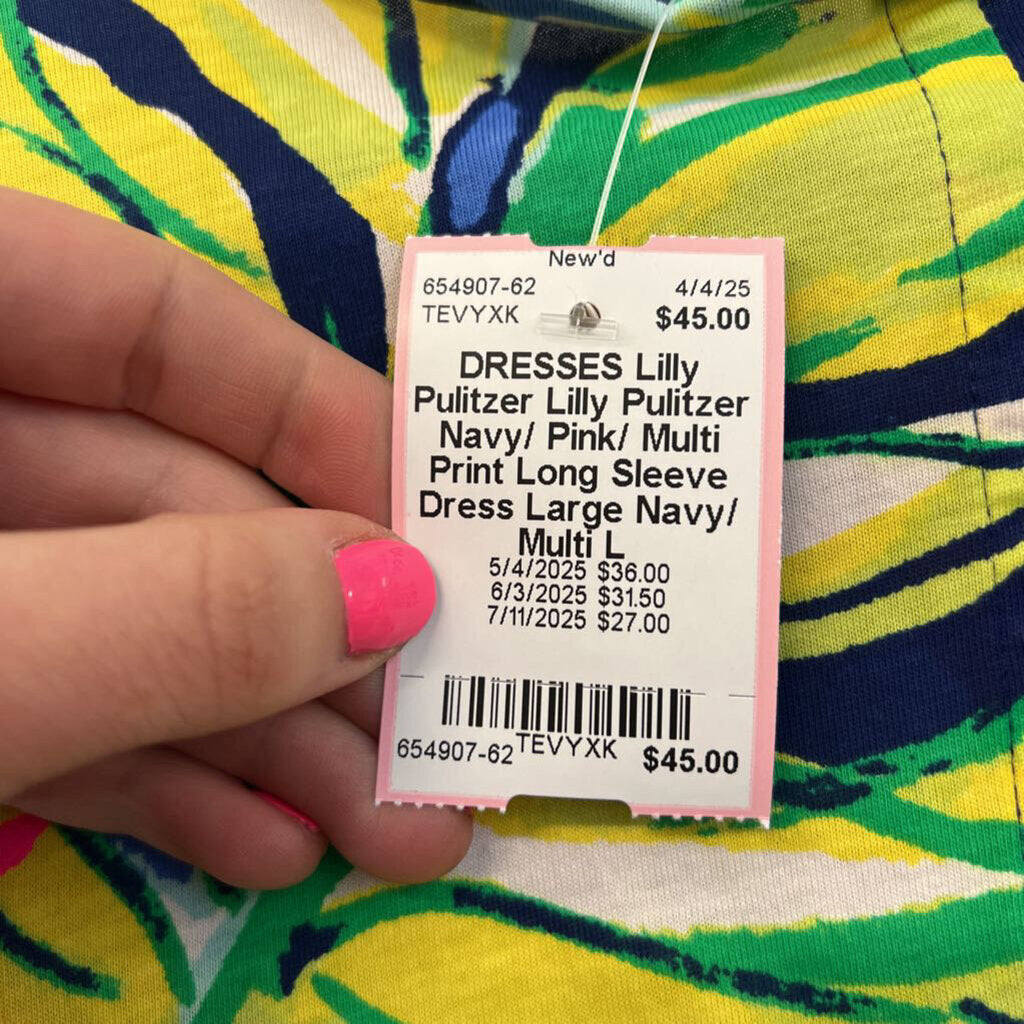 New'd
654907-62 4/4/25
TEVYXK $45.00
DRESSES Lilly
Pulitzer Lilly Pulitzer
Navy/ Pink/ Multi
Print Long Sleeve
Dress Large Navy/
Multi L
5/4/2025 $36.00
6/3/2025 $31.50
7/11/2025 $27.00
654907-62 TEVYXK $45.00